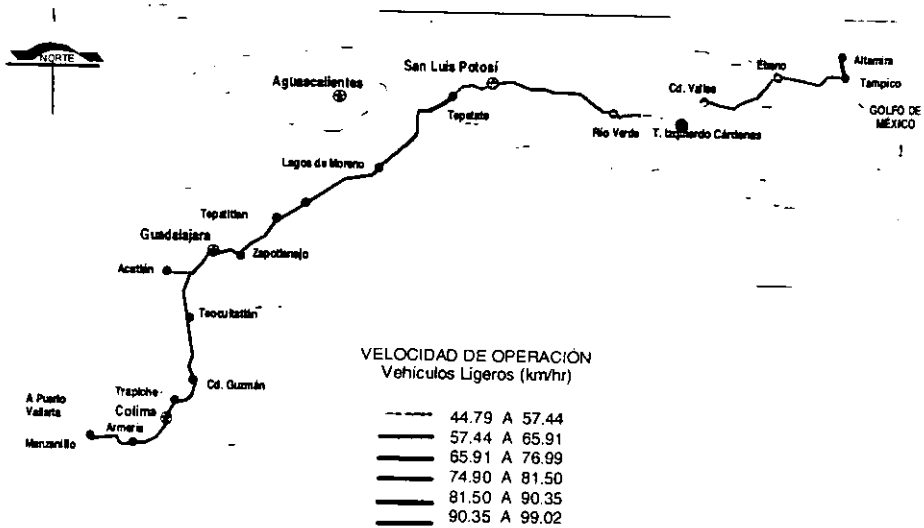 NORTE
Aguascalientes
San Luis Potosí
Tepetate
Río Verde
Cd. Valles
T. Izquierdo Cárdenas
Ebano
Altamira
Tampico
GOLFO DE
MÉXICO
Lagos de Moreno
Tepatitlan
Guadalajara
Zapotlanejo
Acatlán
Teocuitatlán
Cd. Guzmán
Trapiche
Colima
A Puerto
Vallarta
Armeria
Manzanillo
VELOCIDAD DE OPERACIÓN
Vehículos Ligeros (km/hr)
44.79 A 57.44
57.44 A 65.91
65.91 A 76.99
74.90 A 81.50
81.50 A 90.35
90.35 A 99.02